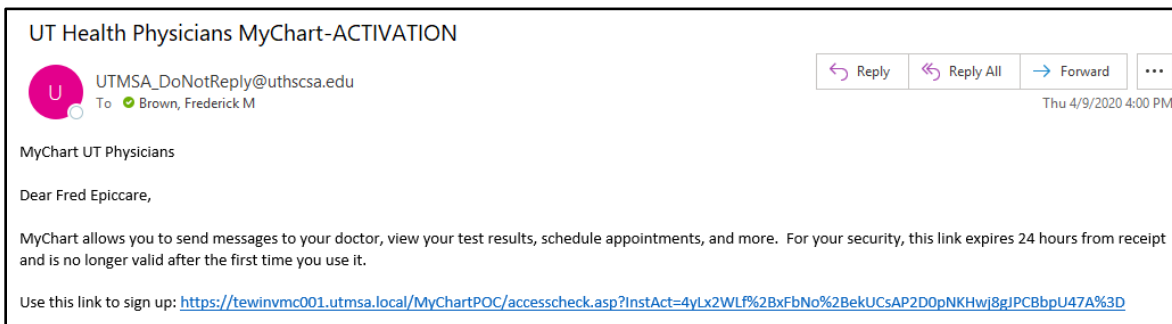 UT Health Physicians MyChart-ACTIVATION
U
UTMSA_DoNotReply@uthscsa.edu
To Brown, Frederick M
Reply
Reply All
Forward
...
Thu 4/9/2020 4:00 PM
MyChart UT Physicians
Dear Fred Epiccare,
MyChart allows you to send messages to your doctor, view your test results, schedule appointments, and more. For your security, this link expires 24 hours from receipt
and is no longer valid after the first time you use it.
Use this link to sign up: https://tewinvmc001.utmsa.local/MyChartPOC/accesscheck.asp?InstAct=4yLx2WLf%2BxFbNo%2BekUCsAP2D0pNKHwj8gJPCBbpU47A%3D